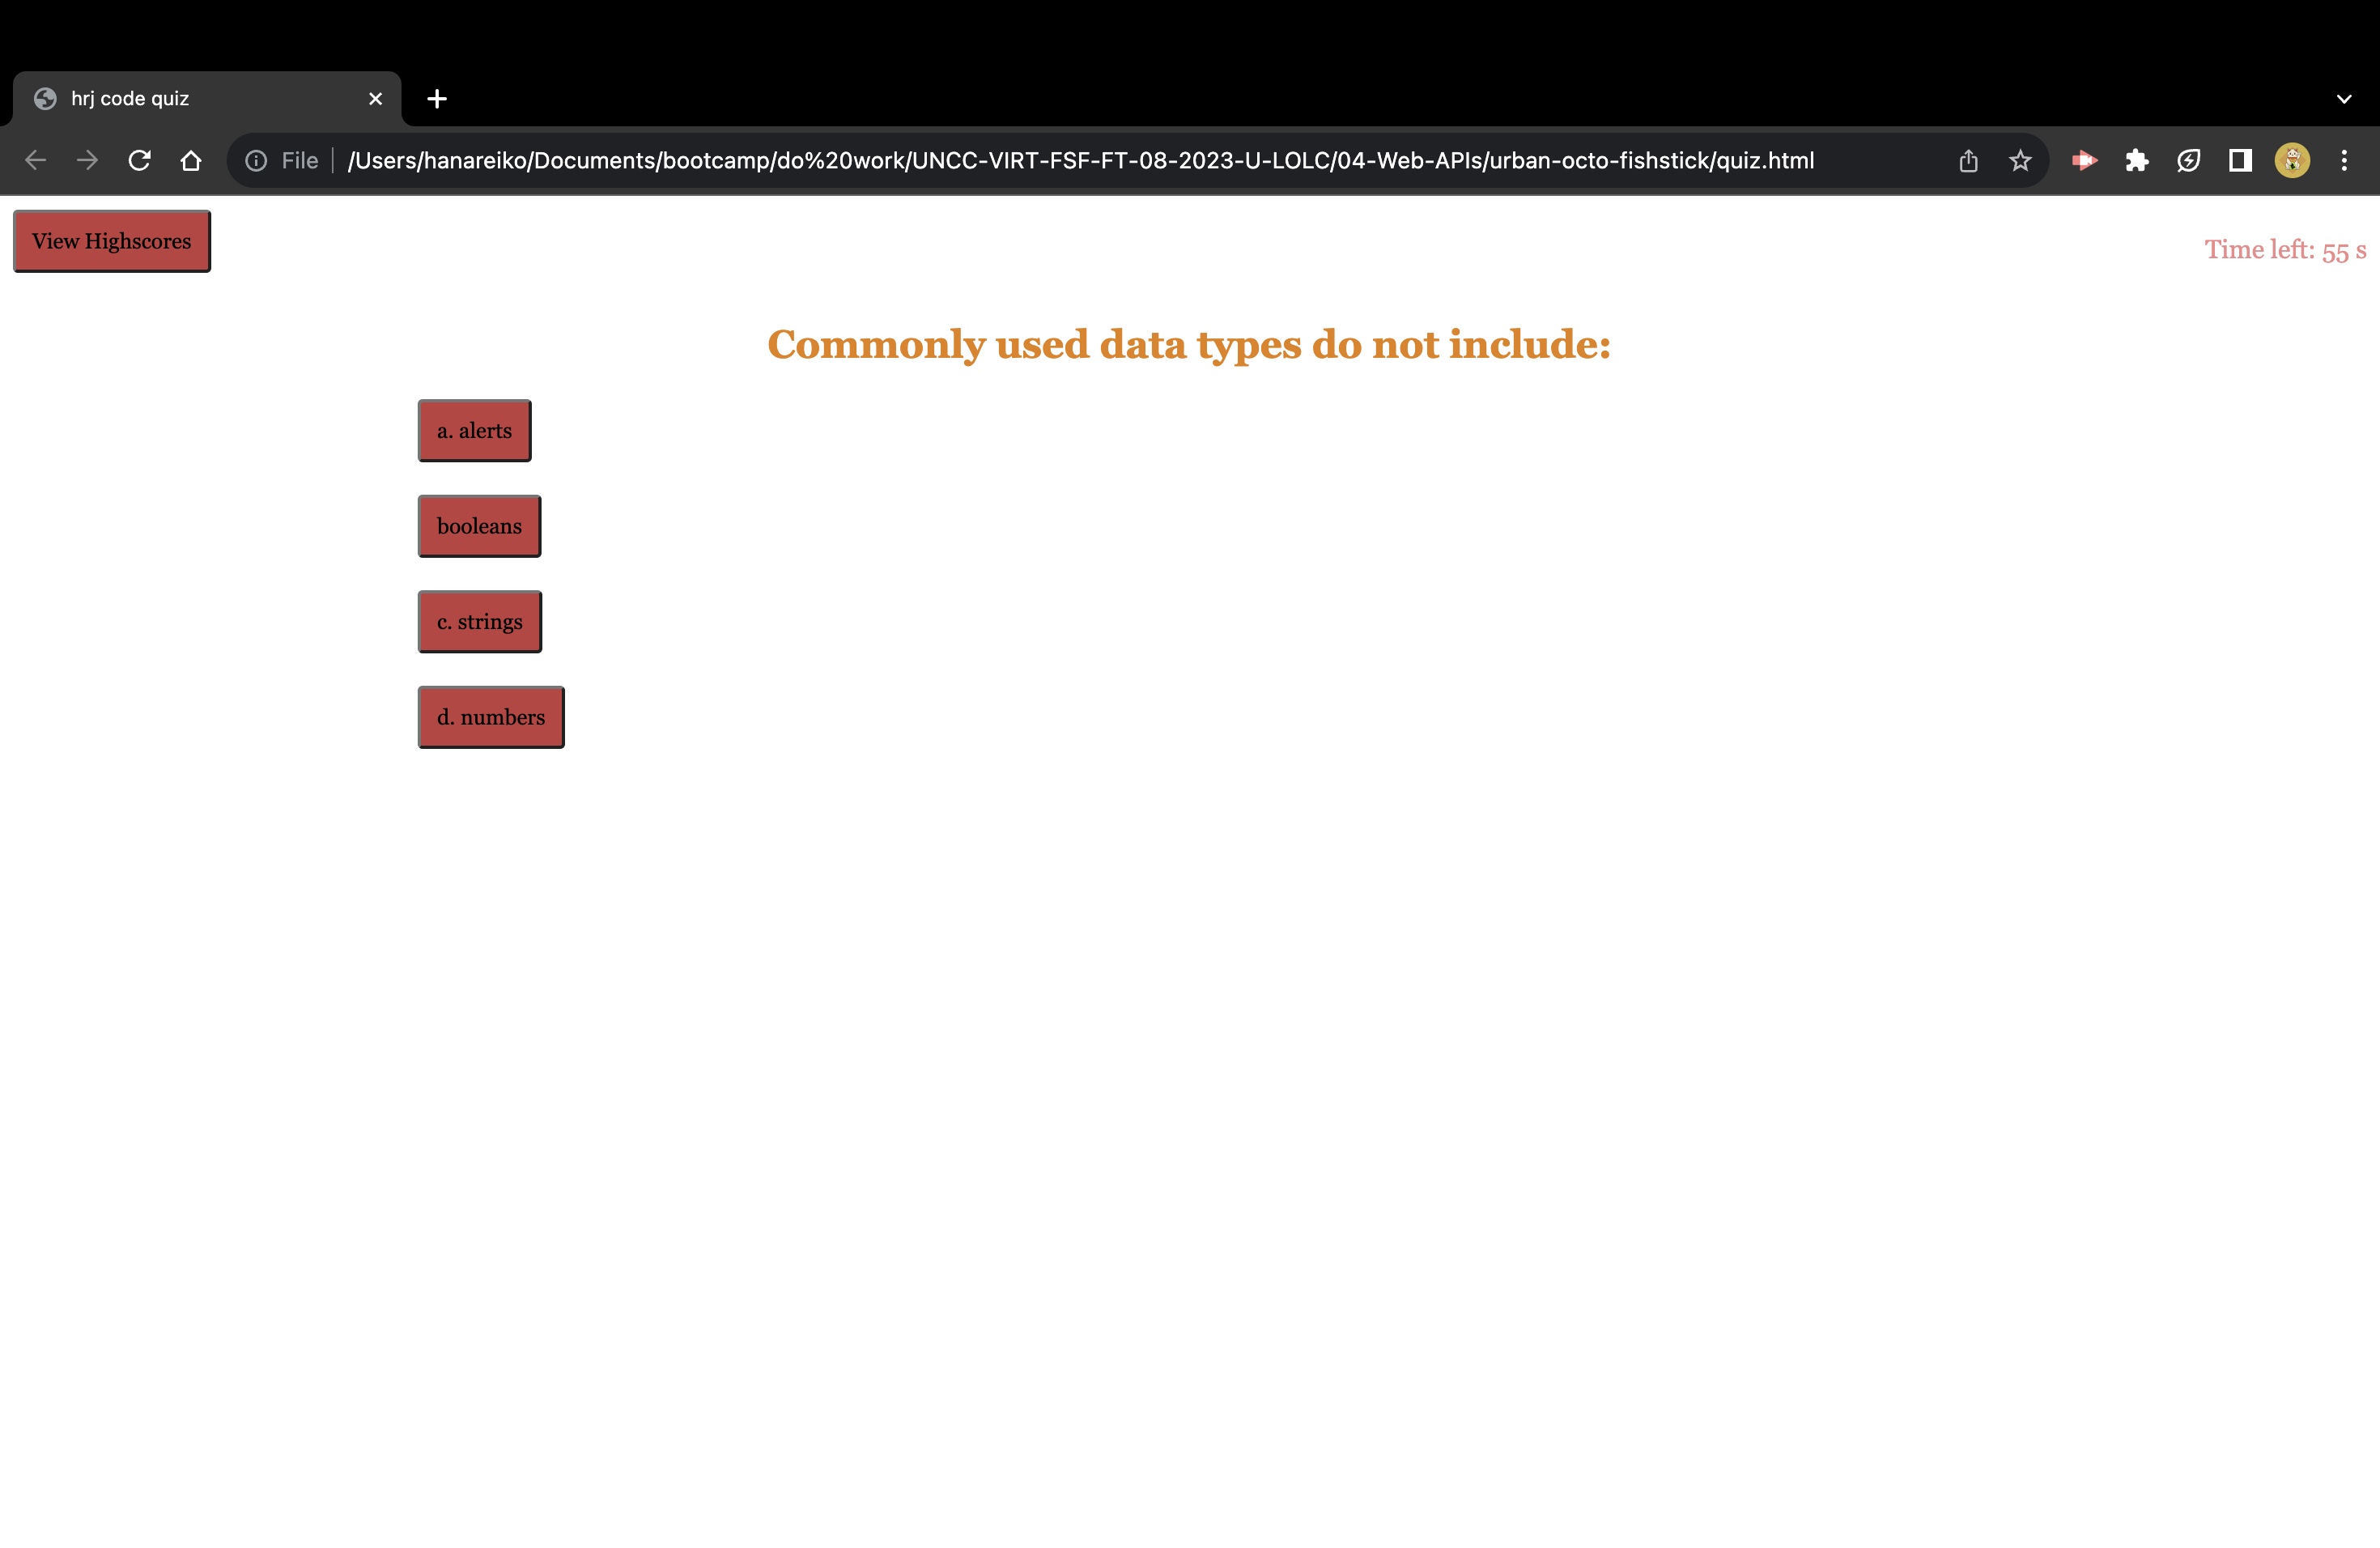 hrj code quiz
File /Users/hanareiko/Documents/bootcamp/do%20work/UNCC-VIRT-FSF-FT-08-2023-U-LOLC/04-Web-APIs/urban-octo-fishstick/quiz.html
View Highscores
Time left: 55 s
Commonly used data types do not include:
a. alerts
booleans
c. strings
d. numbers